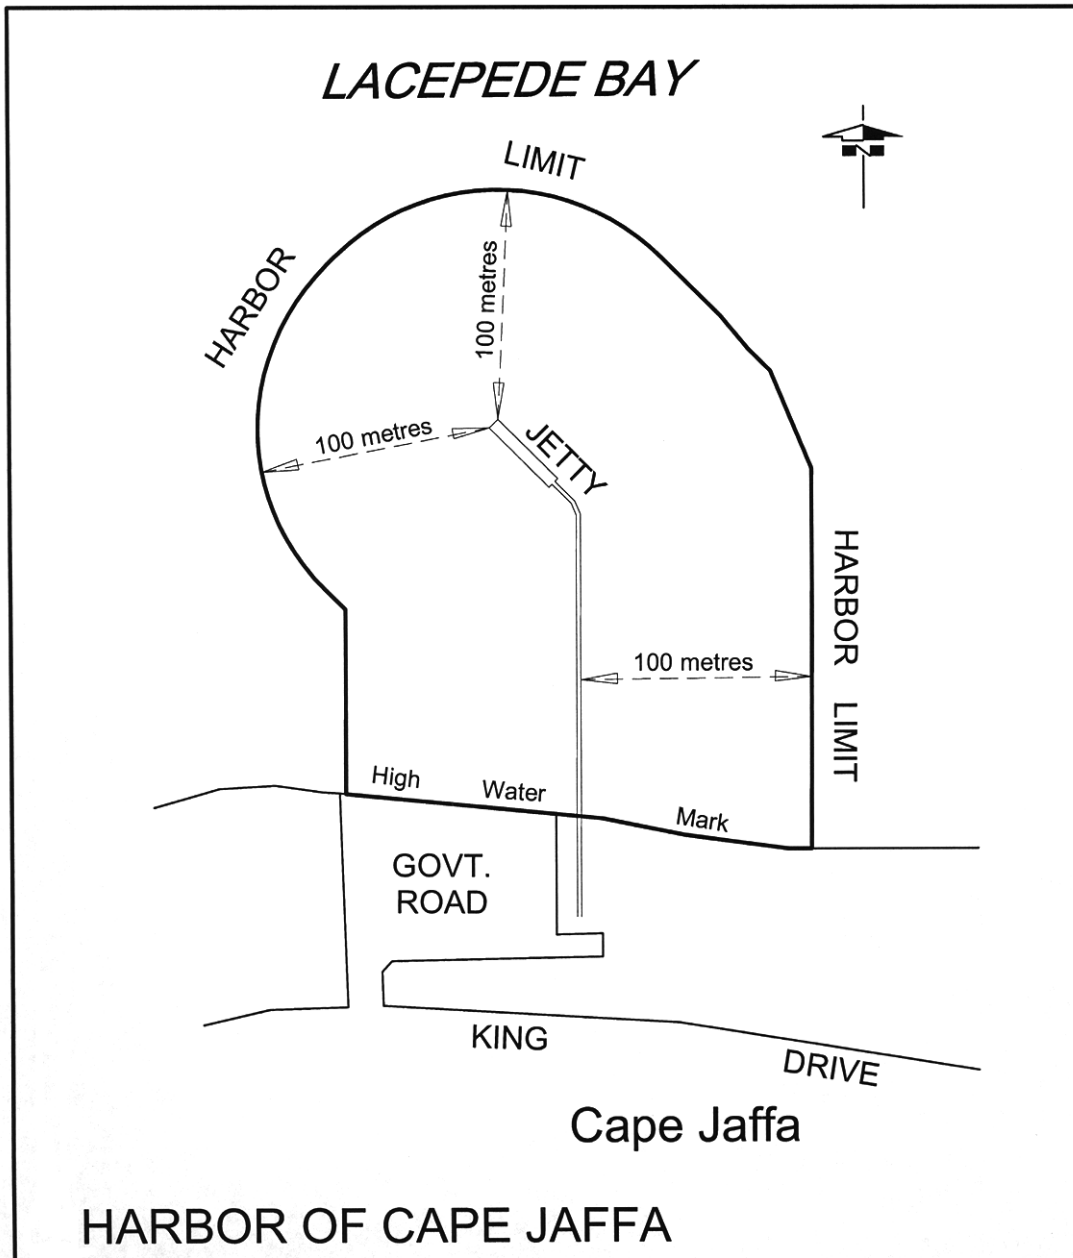 LACEPEDE BAY
LIMIT
N
HARBOR
100 metres
100 metres
JETTY
HARBOR LIMIT
100 metres
High Water Mark
GOVT.
ROAD
KING DRIVE
Cape Jaffa
HARBOR OF CAPE JAFFA